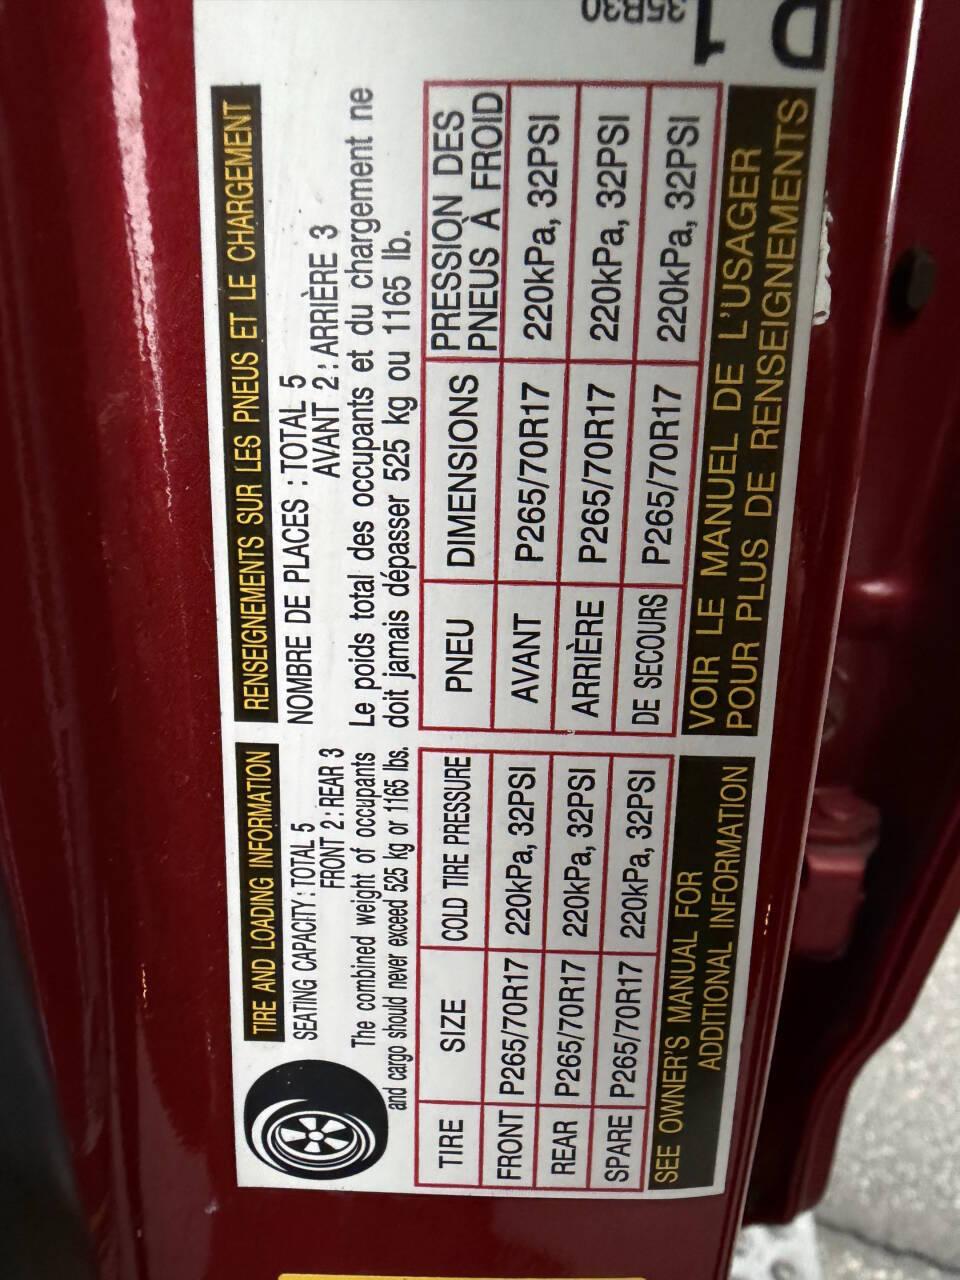 TIRE AND LOADING INFORMATION
SEATING CAPACITY : TOTAL 5
FRONT 2 : REAR 3
The combined weight of occupants
and cargo should never exceed 525 kg or 1165 lbs.
TIRE SIZE COLD TIRE PRESSURE
FRONT P265/70R17 220kPa, 32PSI
REAR P265/70R17 220kPa, 32PSI
SPARE P265/70R17 220kPa, 32PSI
SEE OWNER'S MANUAL FOR
ADDITIONAL INFORMATION
RENSEIGNEMENTS SUR LES PNEUS ET LE CHARGEMENT
NOMBRE DE PLACES : TOTAL 5
AVANT 2 : ARRIÈRE 3
Le poids total des occupants et du chargement ne
doit jamais dépasser 525 kg ou 1165 lb.
PNEU DIMENSIONS PRESSION DES
PNEUS À FROID
AVANT P265/70R17 220kPa, 32PSI
ARRIÈRE P265/70R17 220kPa, 32PSI
DE SECOURS P265/70R17 220kPa, 32PSI
VOIR LE MANUEL DE L'USAGER
POUR PLUS DE RENSEIGNEMENTS
35B30